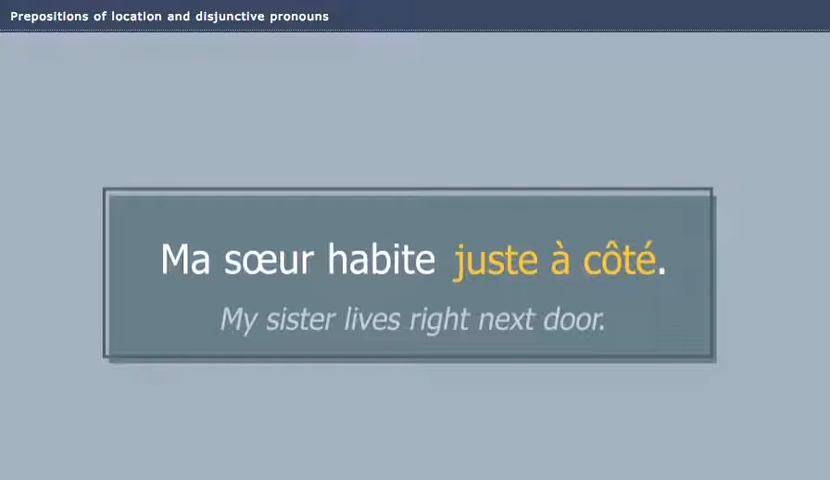 Prepositions of location and disjunctive pronouns
Ma sœur habite juste à côté.
My sister lives right next door.